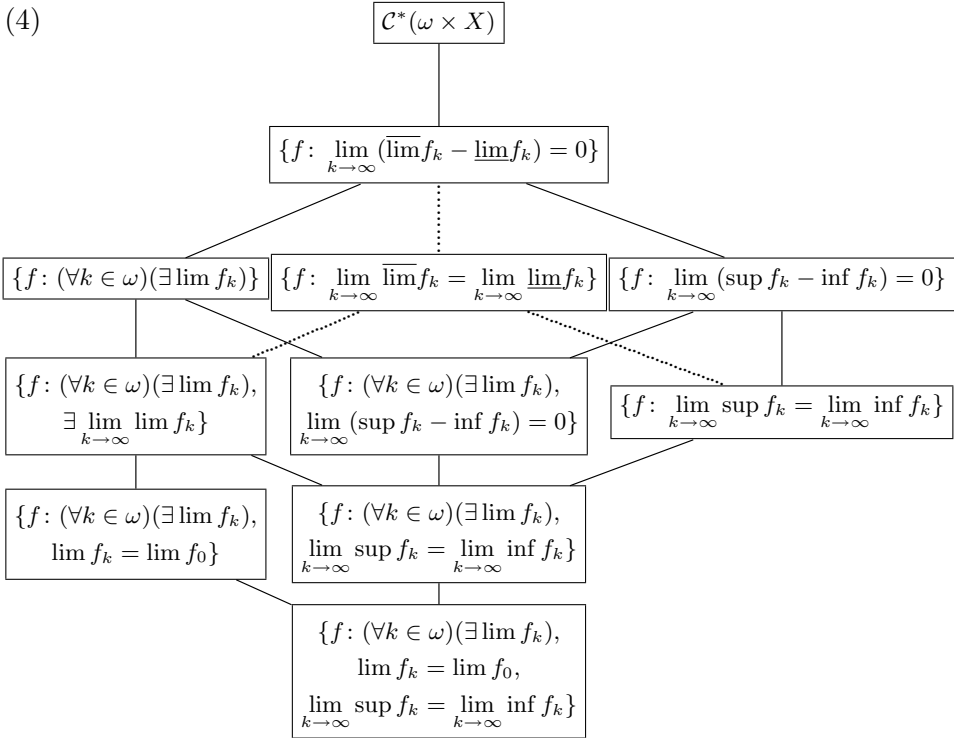 (4)
𝒞*(ω × X)
{f : lim_{k→∞} (\overline{lim} f_k − \underline{lim} f_k) = 0}
{f : (∀k ∈ ω)(∃ lim f_k)}
{f : lim_{k→∞} \overline{lim} f_k = lim_{k→∞} \underline{lim} f_k}
{f : lim_{k→∞} (sup f_k − inf f_k) = 0}
{f : (∀k ∈ ω)(∃ lim f_k),
∃ lim_{k→∞} lim f_k}
{f : (∀k ∈ ω)(∃ lim f_k),
lim_{k→∞} (sup f_k − inf f_k) = 0}
{f : lim_{k→∞} sup f_k = lim_{k→∞} inf f_k}
{f : (∀k ∈ ω)(∃ lim f_k),
lim f_k = lim f_0}
{f : (∀k ∈ ω)(∃ lim f_k),
lim_{k→∞} sup f_k = lim_{k→∞} inf f_k}
{f : (∀k ∈ ω)(∃ lim f_k),
lim f_k = lim f_0,
lim_{k→∞} sup f_k = lim_{k→∞} inf f_k}